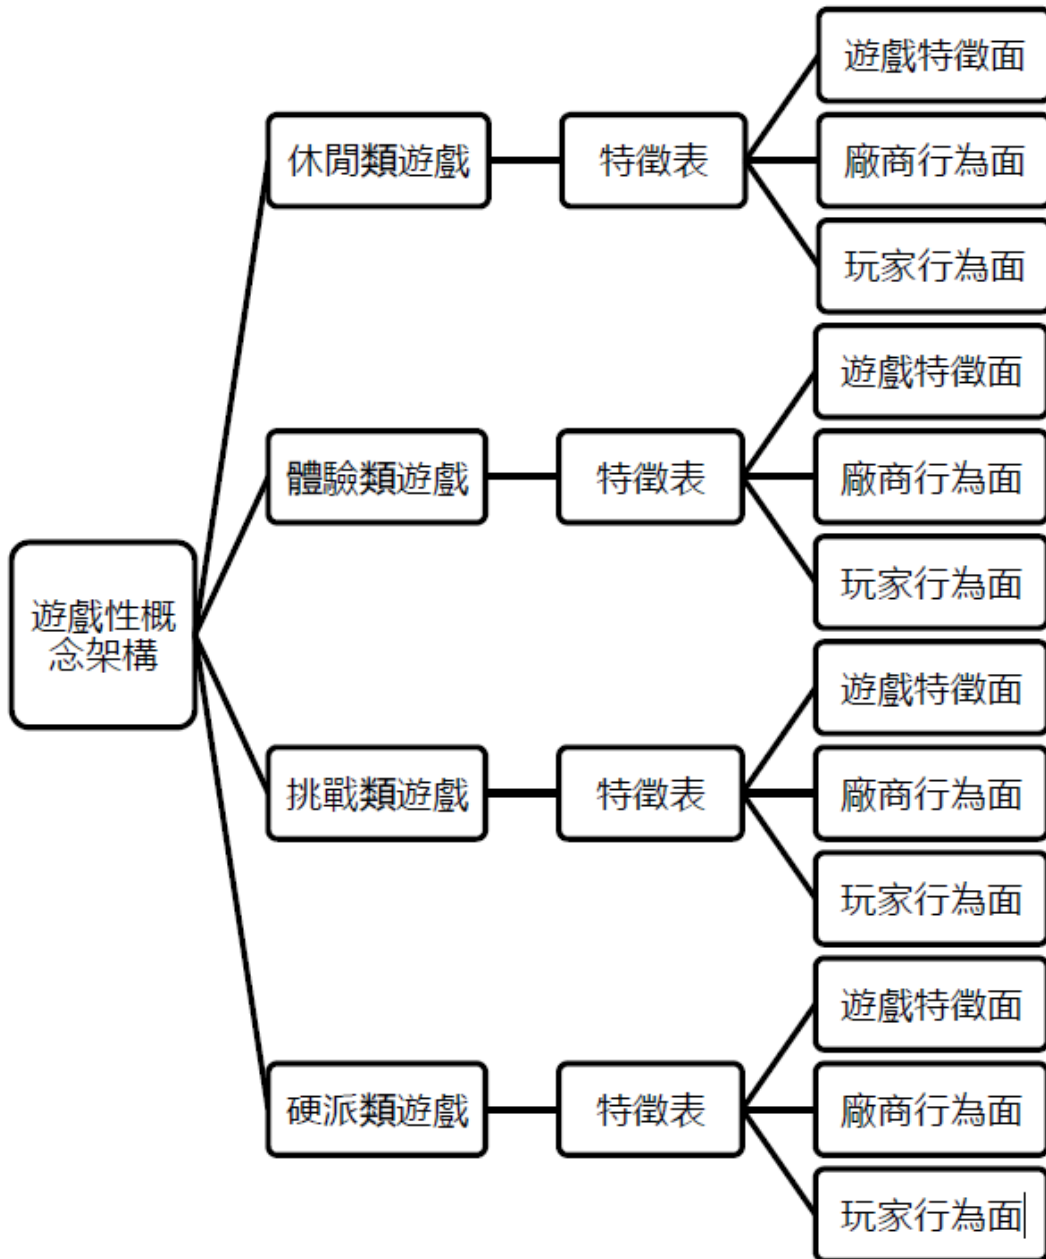 遊戲性概
念架構
休閒類遊戲
特徵表
遊戲特徵面
廠商行為面
玩家行為面
體驗類遊戲
特徵表
遊戲特徵面
廠商行為面
玩家行為面
挑戰類遊戲
特徵表
遊戲特徵面
廠商行為面
玩家行為面
硬派類遊戲
特徵表
遊戲特徵面
廠商行為面
玩家行為面